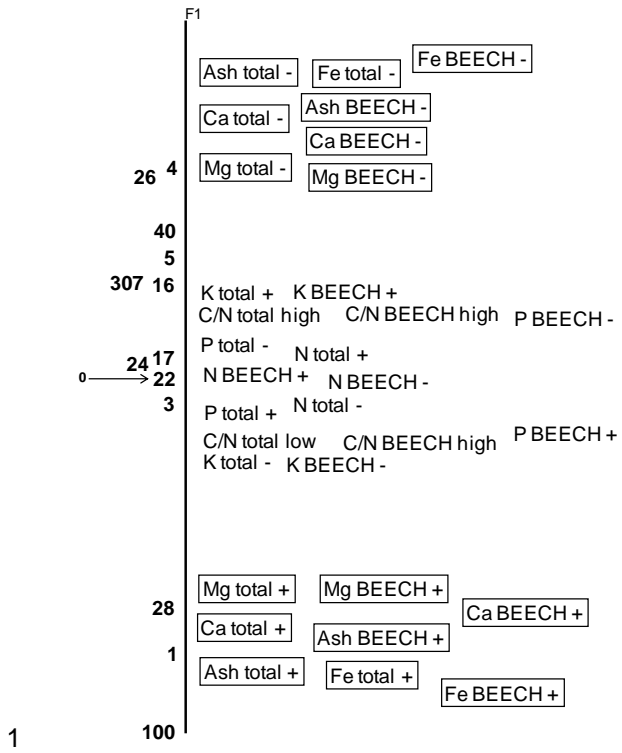 F1
Fe BEECH -
Ash total - Fe total -
Ash BEECH -
Ca total -
Ca BEECH -
26 4 Mg total - Mg BEECH -
40
5
307 16
K total + K BEECH +
C/N total high C/N BEECH high P BEECH -
P total - N total +
24 17
0 22 N BEECH + N BEECH -
3 P total + N total -
C/N total low C/N BEECH high P BEECH +
K total - K BEECH -
Mg total + Mg BEECH +
28 Ca BEECH +
Ca total + Ash BEECH +
1
Ash total + Fe total +
Fe BEECH +
100
1